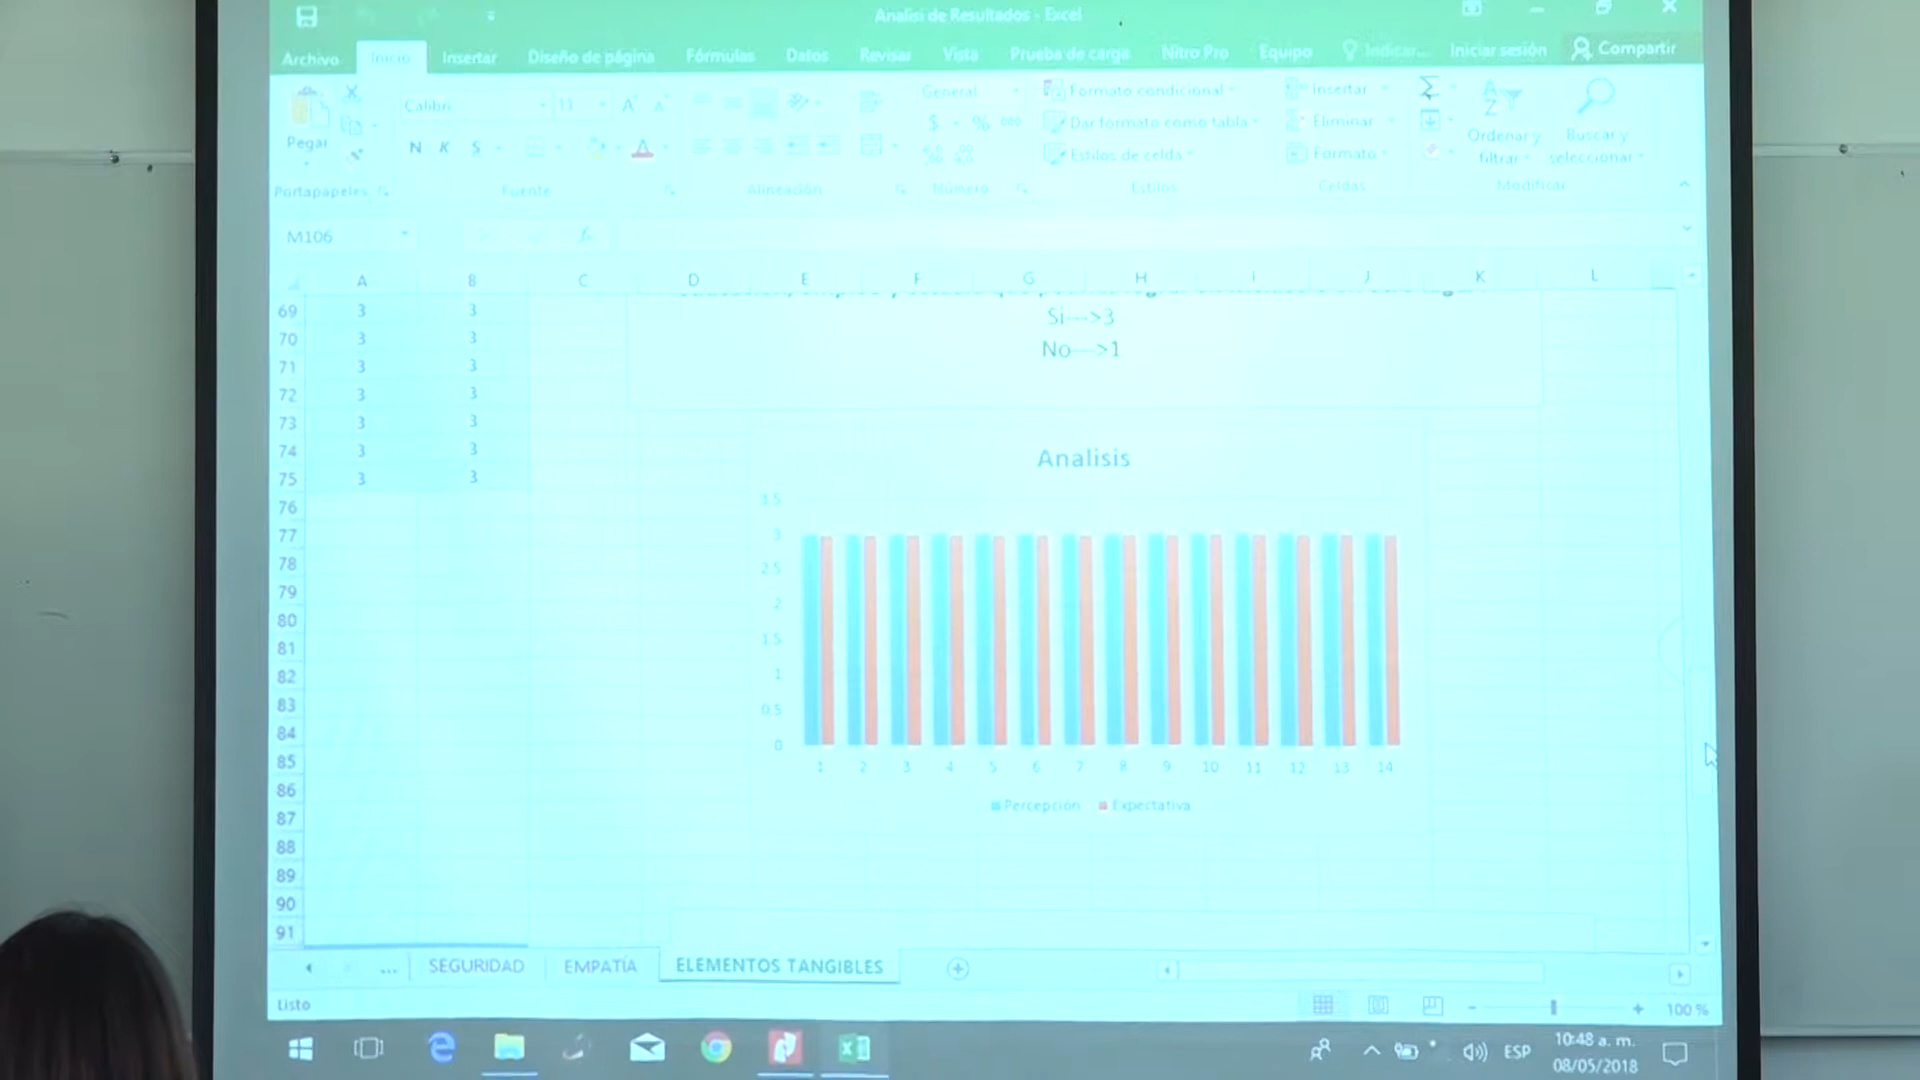 Analisi de Resultados - Excel
Archivo Inicio Insertar Diseño de página Fórmulas Datos Revisar Vista Prueba de carga Nitro Pro Equipo Indicar... Iniciar sesión Compartir
Pegar
Calibri 11
N K S
General
$ % 000
Formato condicional
Dar formato como tabla
Estilos de celda
Insertar
Eliminar
Formato
Ordenar y filtrar
Buscar y seleccionar
Portapapeles Fuente Alineación Número Estilos Celdas Modificar
M106 fx
A B C D E F G H I J K L
69 3 3
70 3 3
71 3 3
72 3 3
73 3 3
74 3 3
75 3 3
76
77
78
79
80
81
82
83
84
85
86
87
88
89
90
91
Si--->3
No--->1
Analisis
3.5
3
2.5
2
1.5
1
0.5
0
1 2 3 4 5 6 7 8 9 10 11 12 13 14
Percepción Expectativa
... SEGURIDAD EMPATÍA ELEMENTOS TANGIBLES
Listo
100 %
ESP
10:48 a. m.
08/05/2018